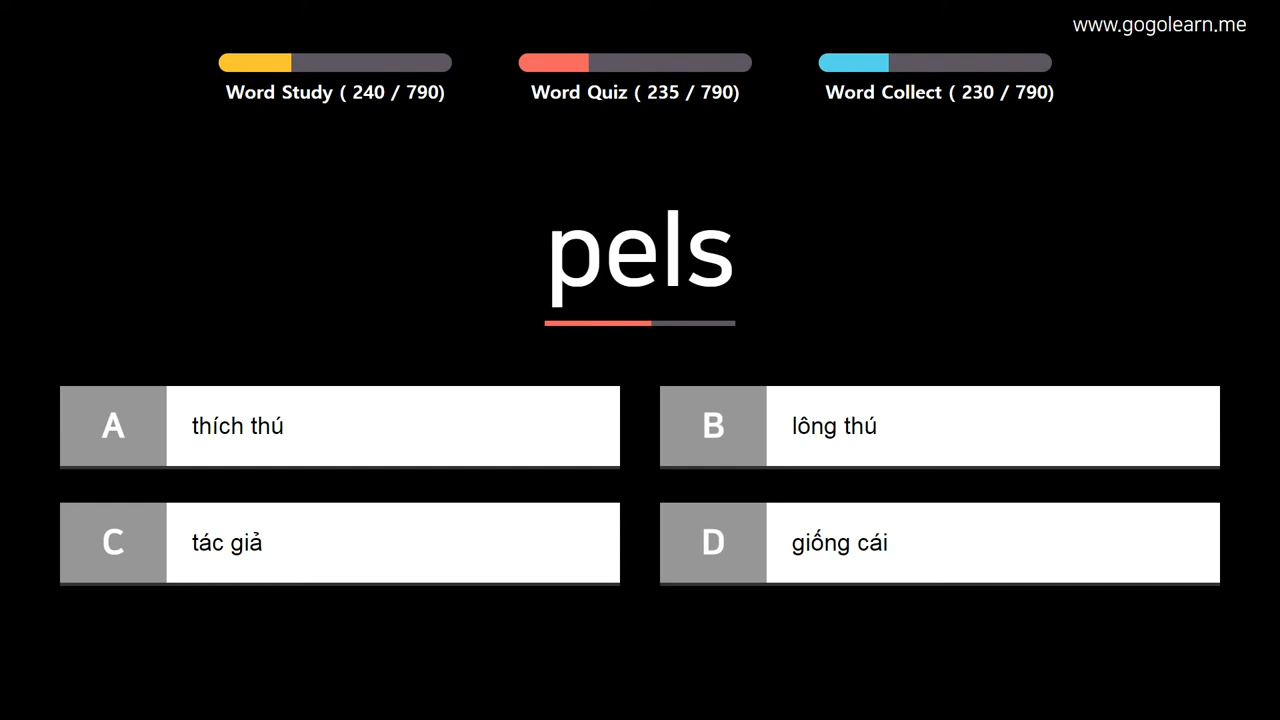 www.gogolearn.me
Word Study ( 240 / 790)
Word Quiz ( 235 / 790)
Word Collect ( 230 / 790)
pels
A thích thú
B lông thú
C tác giả
D giống cái